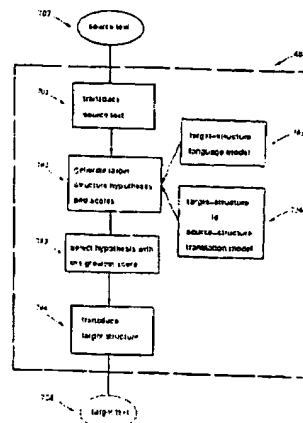 source text
transduce
source text
target-structure
language model
generate target
structure hypotheses
and scores
target-structure
to
source-structure
translation model
select hypothesis with
the greatest score
transduce
target structure
target text